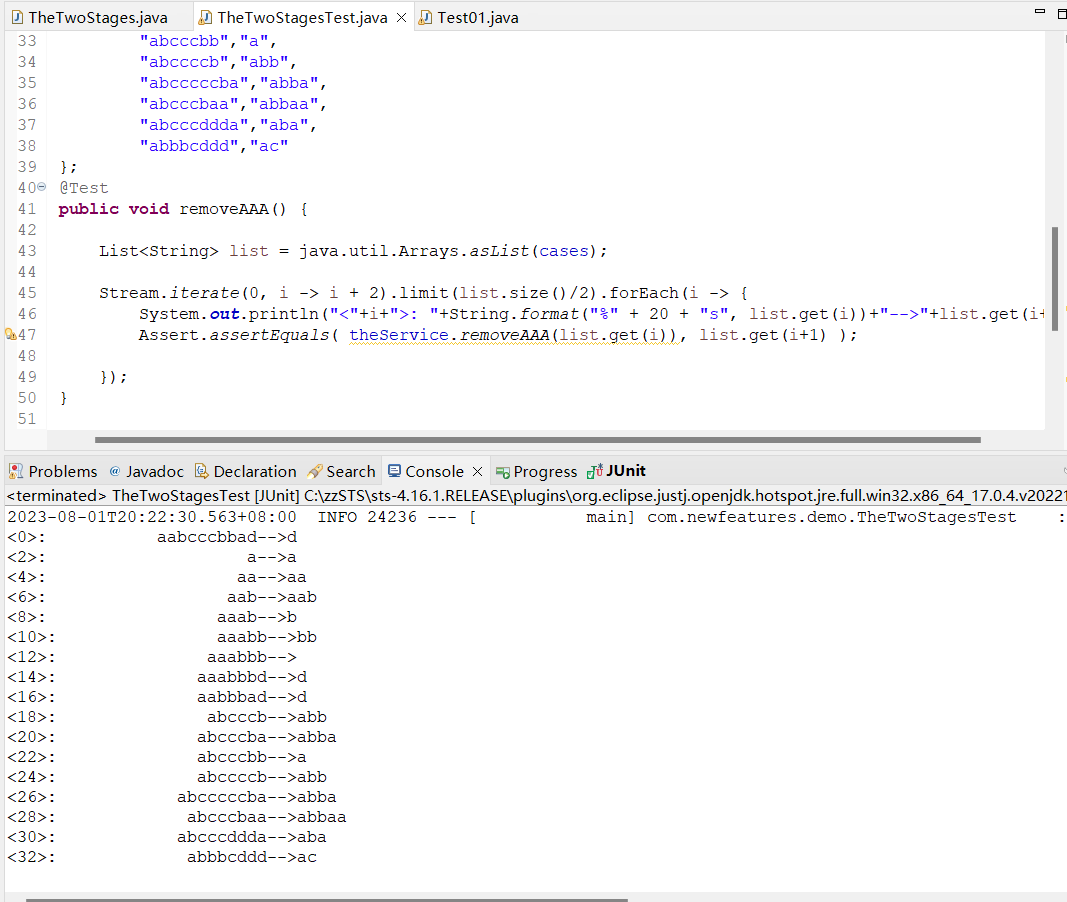 TheTwoStages.java TheTwoStagesTest.java Test01.java
33 "abcccbb","a",
34 "abccccb","abb",
35 "abcccccba","abba",
36 "abcccbaa","abbaa",
37 "abcccddda","aba",
38 "abbbcddd","ac"
39 };
40 @Test
41 public void removeAAA() {
42
43 List<String> list = java.util.Arrays.asList(cases);
44
45 Stream.iterate(0, i -> i + 2).limit(list.size()/2).forEach(i -> {
46 System.out.println("<"+i+">: "+String.format("%" + 20 + "s", list.get(i))+"-->"+list.get(i+
47 Assert.assertEquals( theService.removeAAA(list.get(i)), list.get(i+1) );
48
49 });
50 }
51
Problems Javadoc Declaration Search Console Progress JUnit
<terminated> TheTwoStagesTest [JUnit] C:\zzSTS\sts-4.16.1.RELEASE\plugins\org.eclipse.justj.openjdk.hotspot.jre.full.win32.x86_64_17.0.4.v20221
2023-08-01T20:22:30.563+08:00  INFO 24236 --- [           main] com.newfeatures.demo.TheTwoStagesTest    :
<0>: aabcccbbad-->d
<2>: a-->a
<4>: aa-->aa
<6>: aab-->aab
<8>: aaab-->b
<10>: aaabb-->bb
<12>: aaabbb-->
<14>: aaabbbd-->d
<16>: aabbbad-->d
<18>: abcccb-->abb
<20>: abcccba-->abba
<22>: abcccbb-->a
<24>: abccccb-->abb
<26>: abcccccba-->abba
<28>: abcccbaa-->abbaa
<30>: abcccddda-->aba
<32>: abbbcddd-->ac